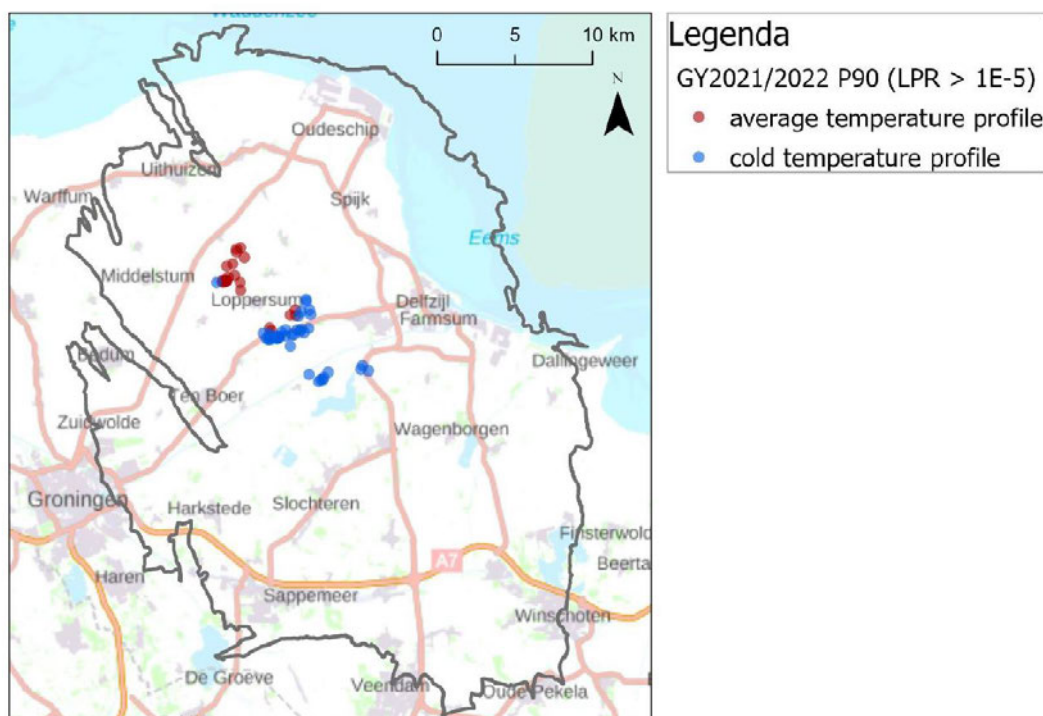 Waddenzee
0 5 10 km
N
Oudeschip
Uithuizen
Warffum
Spijk
Eems
Middelstum
Loppersum
Delfzijl
Farmsum
Bedum
Dallingeweer
Ten Boer
Zuidwolde
Wagenborgen
Groningen
Harkstede
Slochteren
Finsterwold
Beerta
A7
Haren
Sappemeer
Winschoten
De Groeve
Veendam
Oude Pekela
Legenda
GY2021/2022 P90 (LPR > 1E-5)
average temperature profile
cold temperature profile